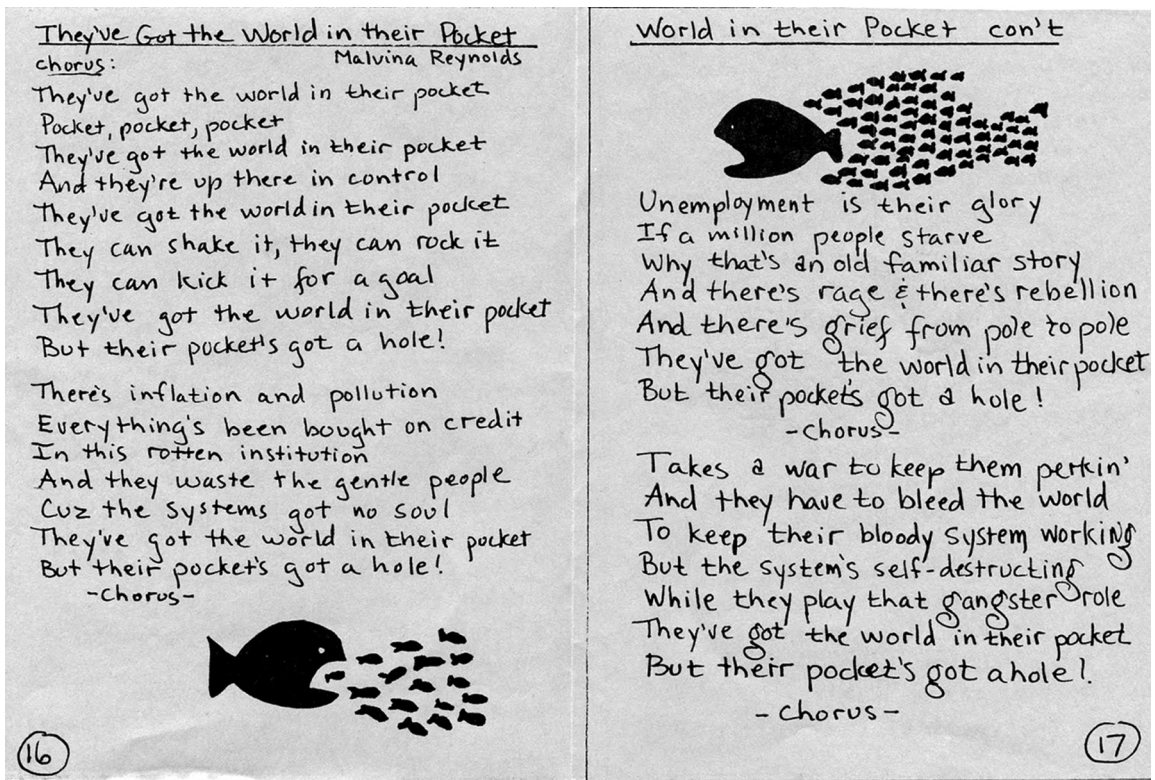 They've Got the World in their Pocket
Malvina Reynolds
chorus:
They've got the world in their pocket
Pocket, pocket, pocket
They've got the world in their pocket
And they're up there in control
They've got the world in their pocket
They can shake it, they can rock it
They can kick it for a goal
They've got the world in their pocket
But their pocket's got a hole!
There's inflation and pollution
Everything's been bought on credit
In this rotten institution
And they waste the gentle people
Cuz the systems got no soul
They've got the world in their pocket
But their pocket's got a hole!
-Chorus-
16
World in their Pocket con't
Unemployment is their glory
If a million people starve
Why that's an old familiar story
And there's rage & there's rebellion
And there's grief from pole to pole
They've got the world in their pocket
But their pocket's got a hole!
-Chorus-
Takes a war to keep them perkin'
And they have to bleed the world
To keep their bloody system working
But the system's self-destructing
While they play that gangster role
They've got the world in their pocket
But their pocket's got a hole!
- Chorus -
17